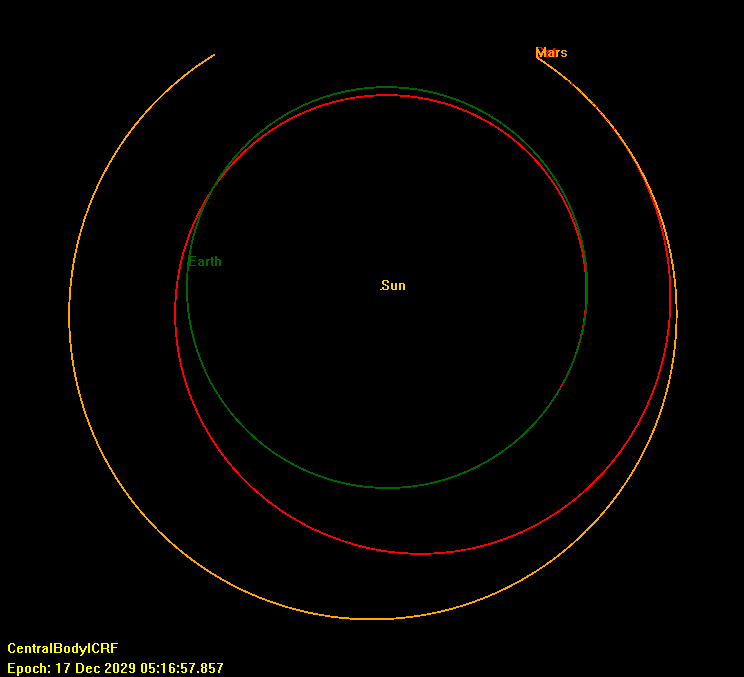 Mars
Earth
.Sun
CentralBodyICRF
Epoch: 17 Dec 2029 05:16:57.857